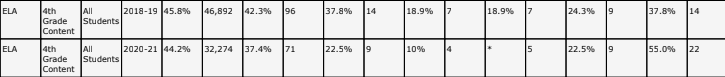 ELA 4th Grade Content All Students 2018-19 45.8% 46,892 42.3% 96 37.8% 14 18.9% 7 18.9% 7 24.3% 9 37.8% 14
ELA 4th Grade Content All Students 2020-21 44.2% 32,274 37.4% 71 22.5% 9 10% 4 * 5 22.5% 9 55.0% 22